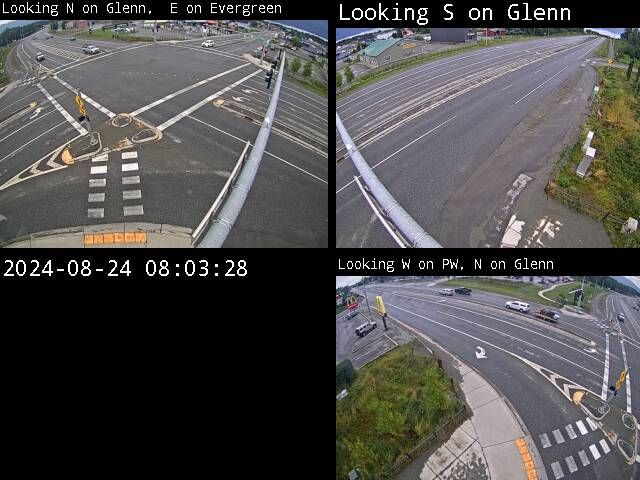 Looking N on Glenn,  E on Evergreen
Looking S on Glenn
2024-08-24 08:03:28
Looking W on PW, N on Glenn